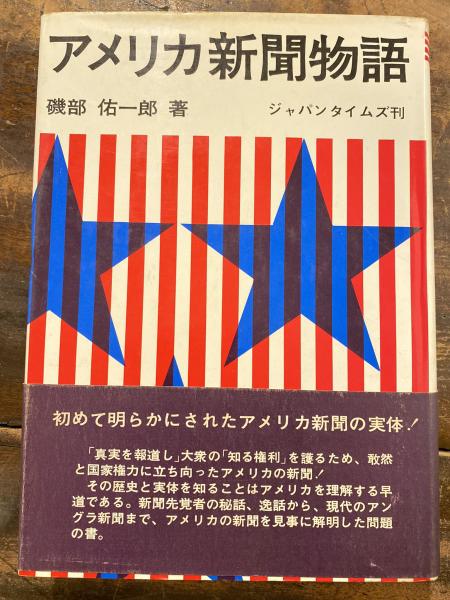 アメリカ新聞物語
磯部 佑一郎 著 ジャパンタイムズ刊
初めて明らかにされたアメリカ新聞の実体!
「真実を報道し」大衆の「知る権利」を護るため、敢然
と国家権力に立ち向ったアメリカの新聞!
その歴史と実体を知ることはアメリカを理解する早
道である。新聞先覚者の秘話、逸話から、現代のアン
グラ新聞まで、アメリカの新聞を見事に解明した問題
の書。